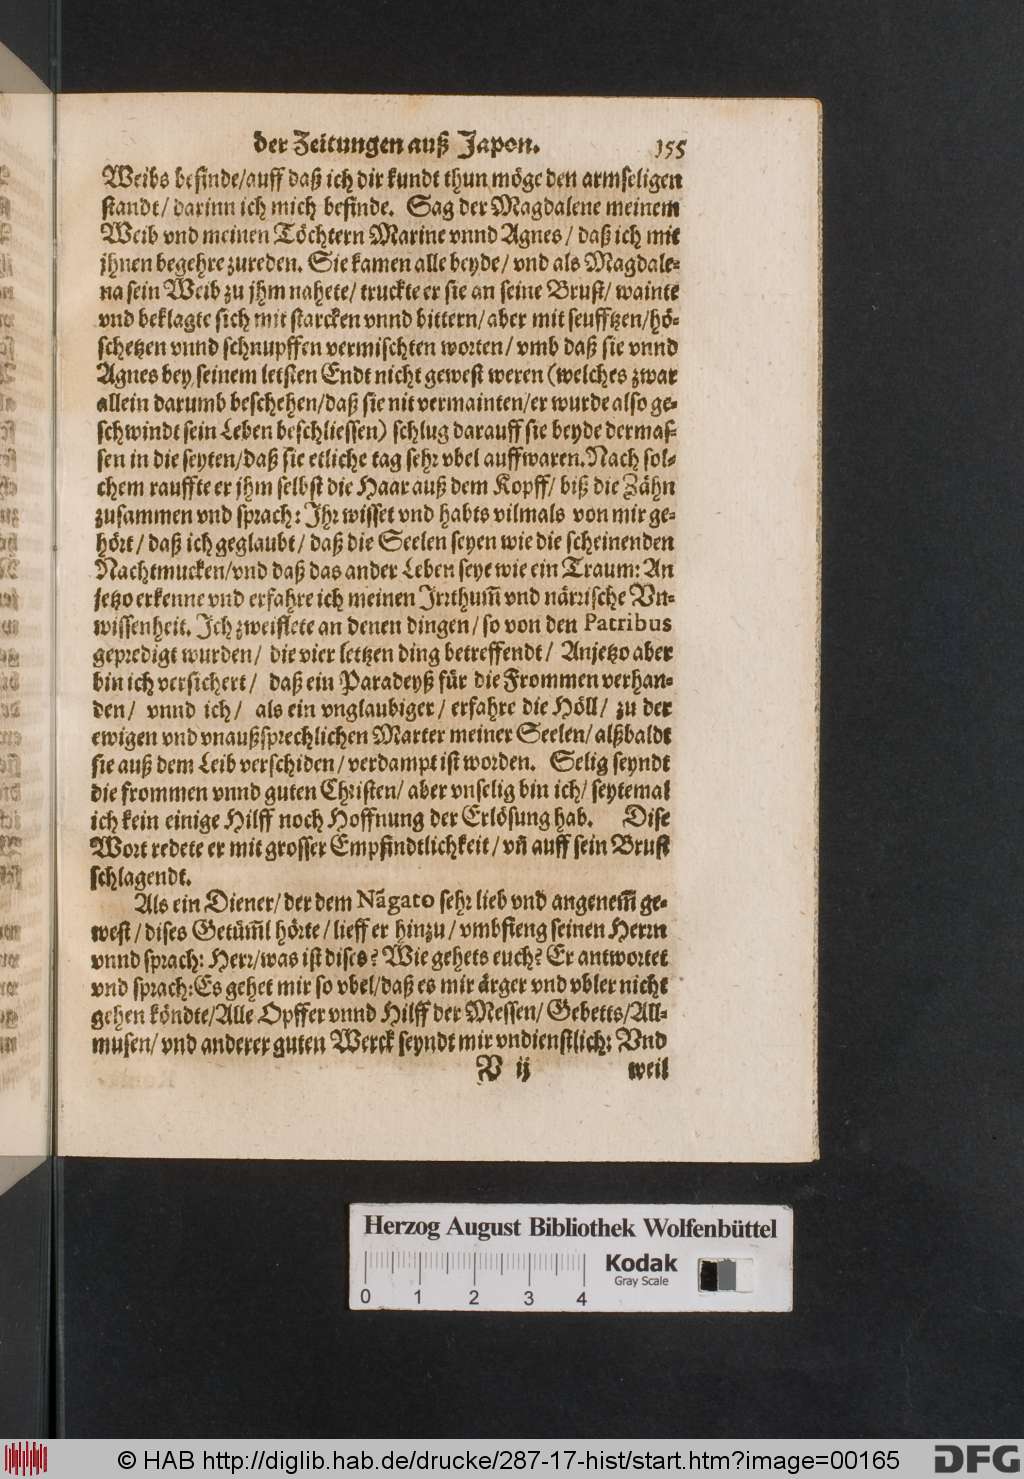 der Zeitungen auß Japon. 155
Weibs befinde/auff daß ich dir kundt thun möge den armseligen
standt/ darinn ich mich befinde. Sag der Magdalene meinem
Weib vnd meinen Töchtern Marine vnnd Agnes/ daß ich mit
jhnen begehre zureden. Sie kamen alle beyde/ vnd als Magdale-
na sein Weib zu jhm nahete/ truckte er sie an seine Brust/ wainte
vnd beklagte sich mit starcken vnnd bittern/ aber mit seufftzen/hö-
schetzen vnnd schnupffen vermischten worten/ vmb daß sie vnnd
Agnes bey seinem letsten Endt nicht gewest weren (welches zwar
allein darumb beschehen/daß sie nit vermainten/er wurde also ge-
schwindt sein Leben beschliessen) schlug darauff sie beyde dermas-
sen in die seyten/daß sie etliche tag sehr vbel auffwaren. Nach sol-
chem rauffte er jhm selbst die Haar auß dem Kopff/ biß die Zähn
zusammen vnd sprach: Ihr wisset vnd habts vilmals von mir ge-
hört/ daß ich geglaubt/ daß die Seelen seyen wie die scheinenden
Nachtmucken/vnd daß das ander Leben seye wie ein Traum: An
jetzo erkenne vnd erfahre ich meinen Irrthum̃ vnd närrische Vn-
wissenheit. Ich zweiflete an denen dingen/ so von den Patribus
gepredigt wurden/ die vier letzten ding betreffendt/ Anjetzo aber
bin ich versichert/ daß ein Paradeyß für die Frommen verhan-
den/ vnnd ich/ als ein vnglaubiger/ erfahre die Höll/ zu der
ewigen vnd vnaußsprechlichen Marter meiner Seelen/ alßbaldt
sie auß dem Leib verschiden/ verdampt ist worden. Selig seyndt
die frommen vnnd guten Christen/ aber vnselig bin ich/ seytemal
ich kein einige Hilff noch Hoffnung der Erlösung hab. Dise
Wort redete er mit grosser Empfindtlichkeit/ vñ auff sein Brust
schlagendt.
Als ein Diener/ der dem Nãgato sehr lieb vnd angenem̃ ge-
west/ dises Getüm̃l hörte/ lieff er hinzu/ vmbfieng seinen Herrn
vnnd sprach: Herr/was ist dises? Wie gehets euch? Er antwortet
vnd sprach: Es gehet mir so vbel/daß es mir ärger vnd vbler nicht
gehen köndte/Alle Opffer vnnd Hilff der Messen/ Gebetts/All-
musen/ vnd anderer guten Werck seyndt mir vndienstlich: Vnd
V ij weil
Herzog August Bibliothek Wolfenbüttel
Kodak
Gray Scale
0 1 2 3 4
© HAB http://diglib.hab.de/drucke/287-17-hist/start.htm?image=00165
DFG